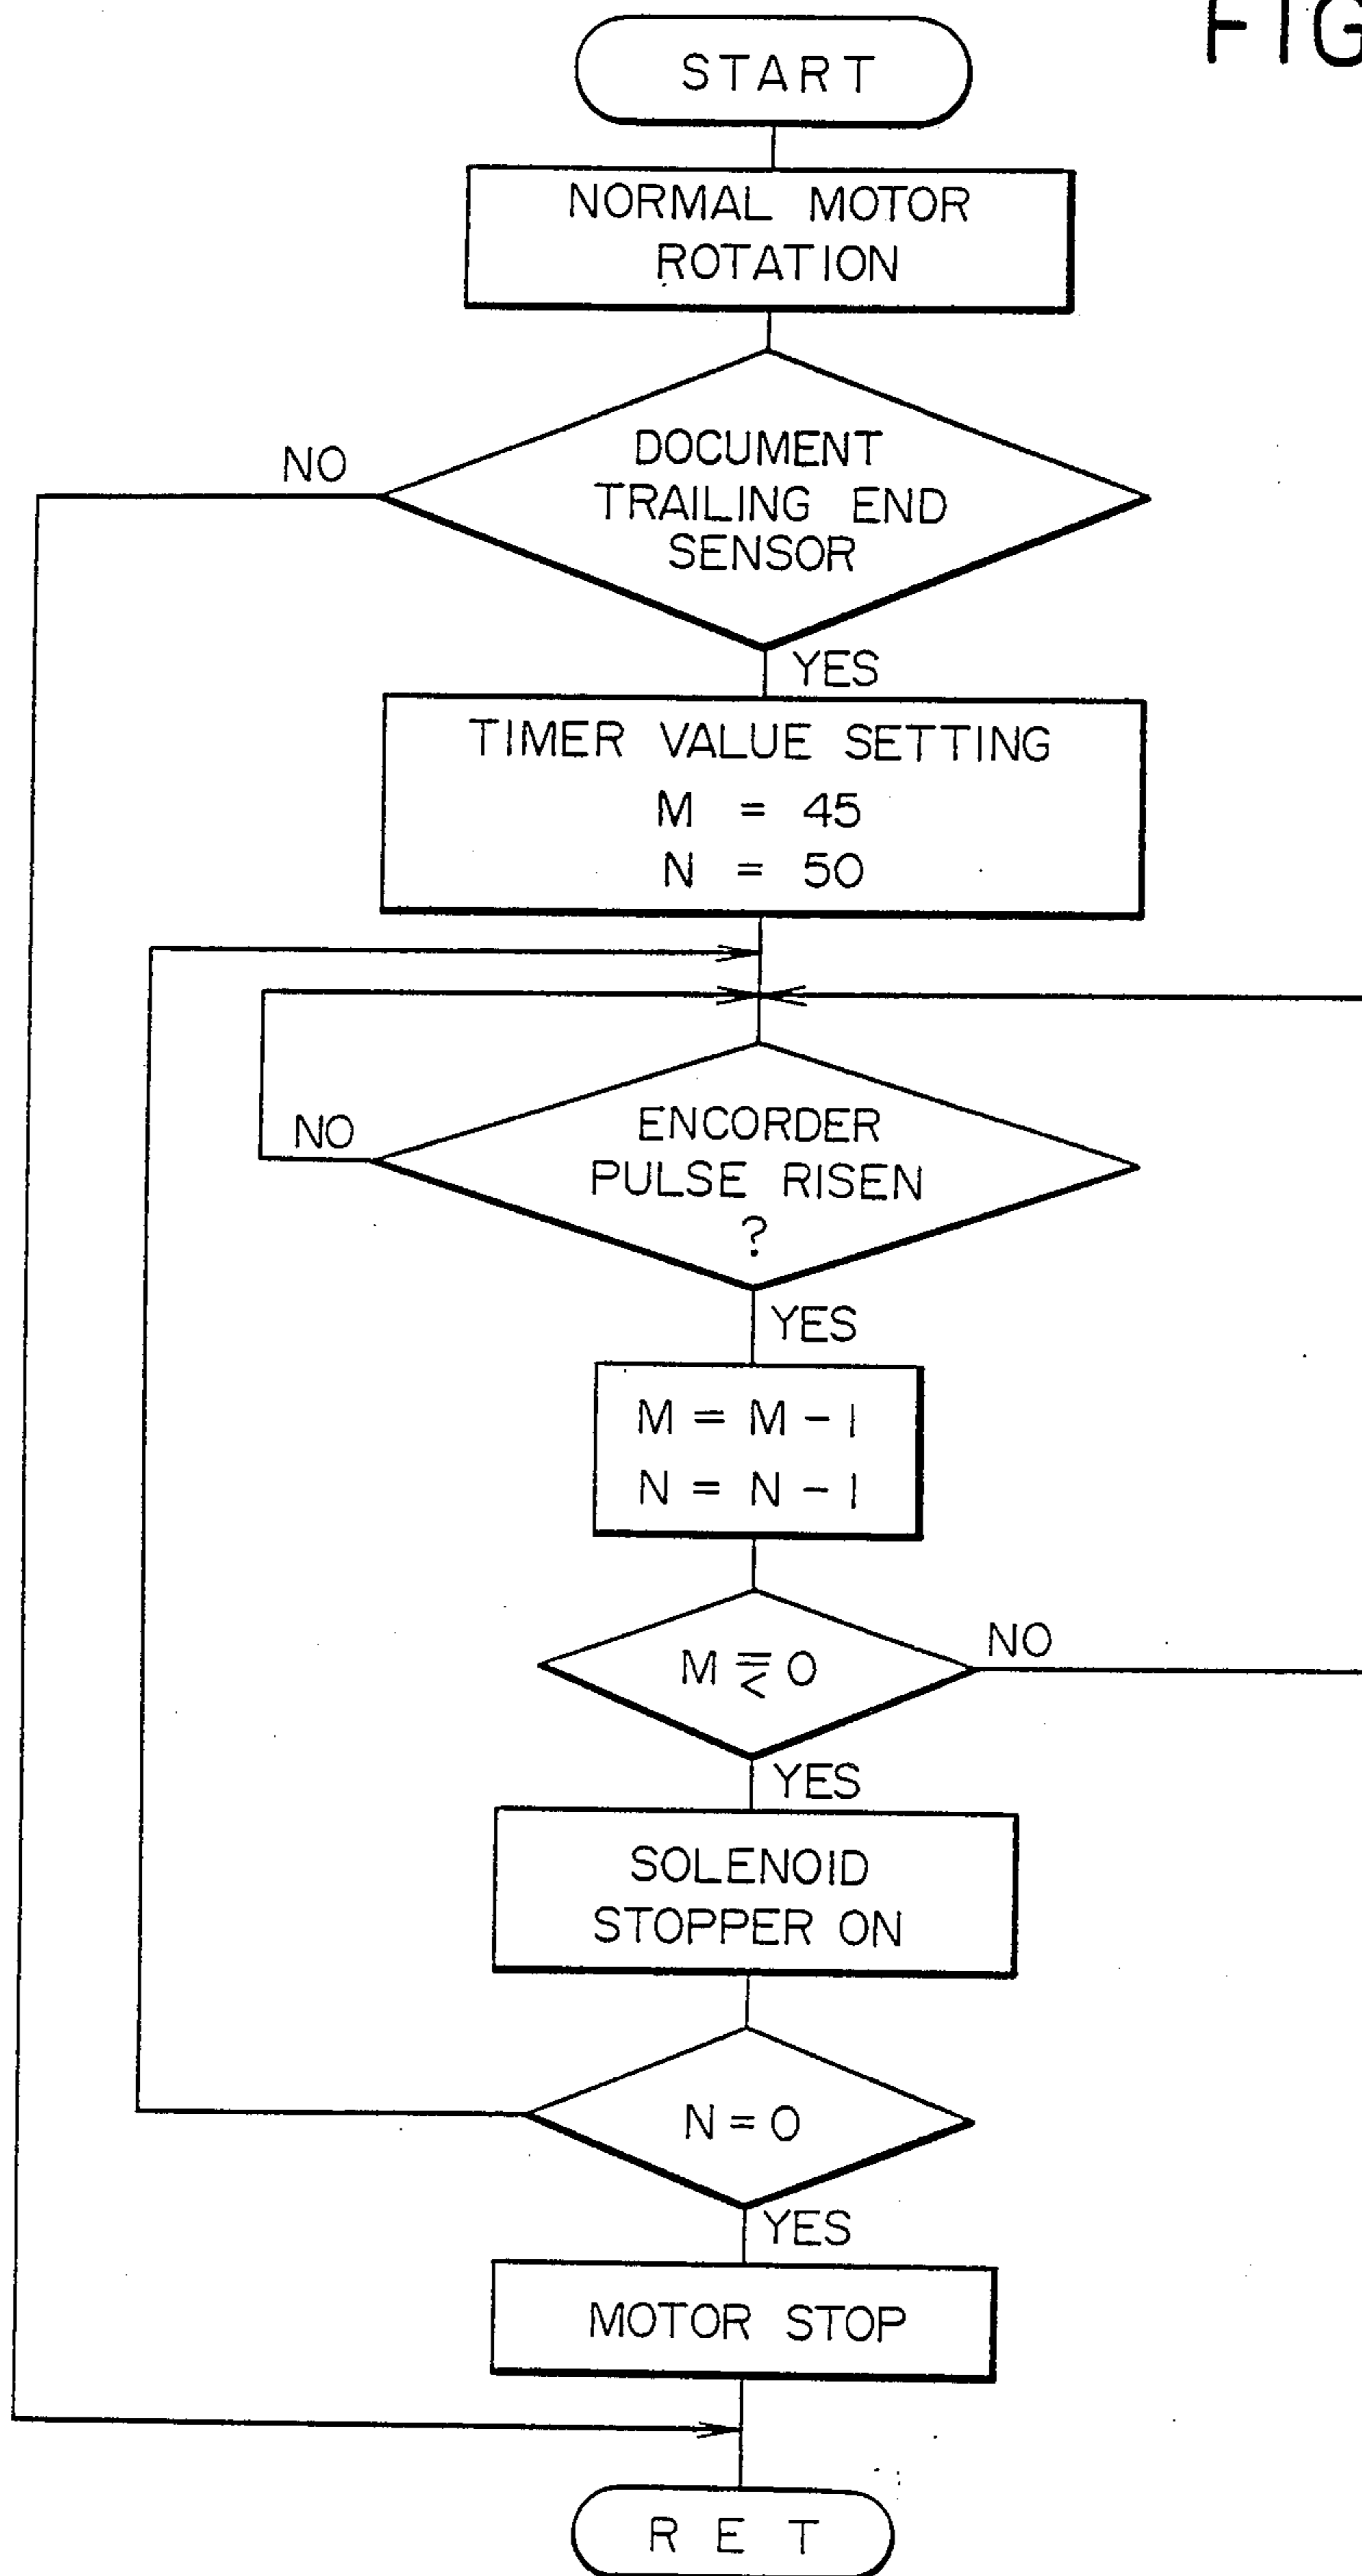 FIG
START
NORMAL MOTOR
ROTATION
NO
DOCUMENT
TRAILING END
SENSOR
YES
TIMER VALUE SETTING
M = 45
N = 50
NO
ENCORDER
PULSE RISEN
?
YES
M = M - 1
N = N - 1
M ≦ 0
NO
YES
SOLENOID
STOPPER ON
N = 0
YES
MOTOR STOP
RET